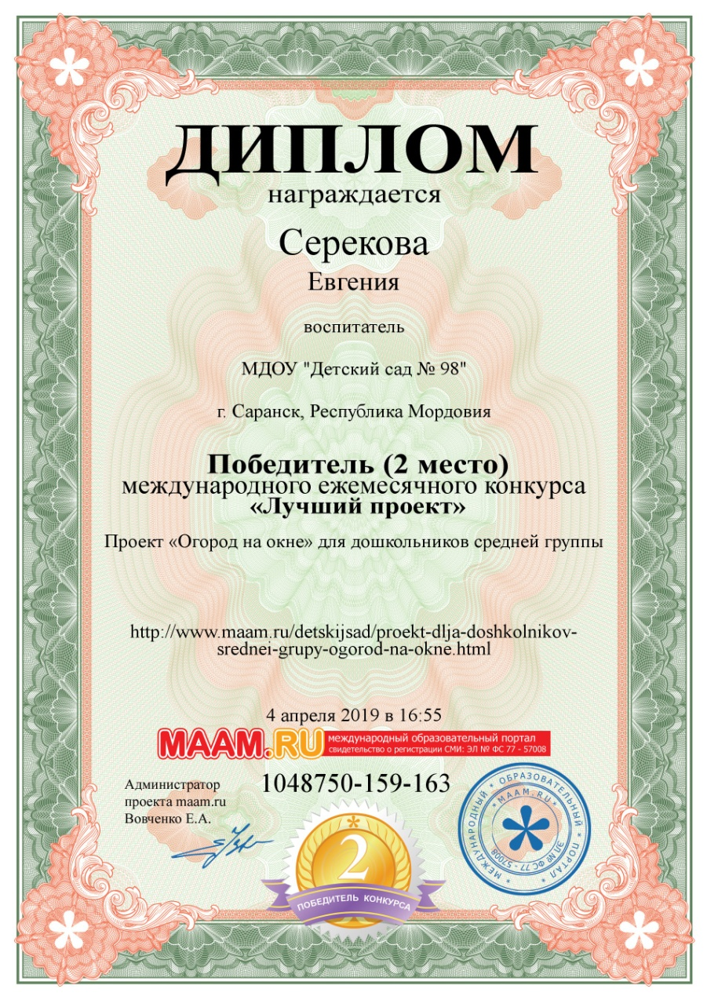 ДИПЛОМ
награждается
Серекова
Евгения
воспитатель
МДОУ "Детский сад № 98"
г. Саранск, Республика Мордовия
Победитель (2 место)
международного ежемесячного конкурса
«Лучший проект»
Проект «Огород на окне» для дошкольников средней группы
http://www.maam.ru/detskijsad/proekt-dlja-doshkolnikov-
srednei-grupy-ogorod-na-okne.html
4 апреля 2019 в 16:55
MAAM.RU
международный образовательный портал
свидетельство о регистрации СМИ: ЭЛ № ФС 77 - 57008
Администратор
проекта maam.ru
Вовченко Е.А.
1048750-159-163
2
ПОБЕДИТЕЛЬ КОНКУРСА
* МЕЖДУНАРОДНЫЙ * ОБРАЗОВАТЕЛЬНЫЙ * ПОРТАЛ *
* MAAM.RU *
ЭЛ № ФС 77 - 57008